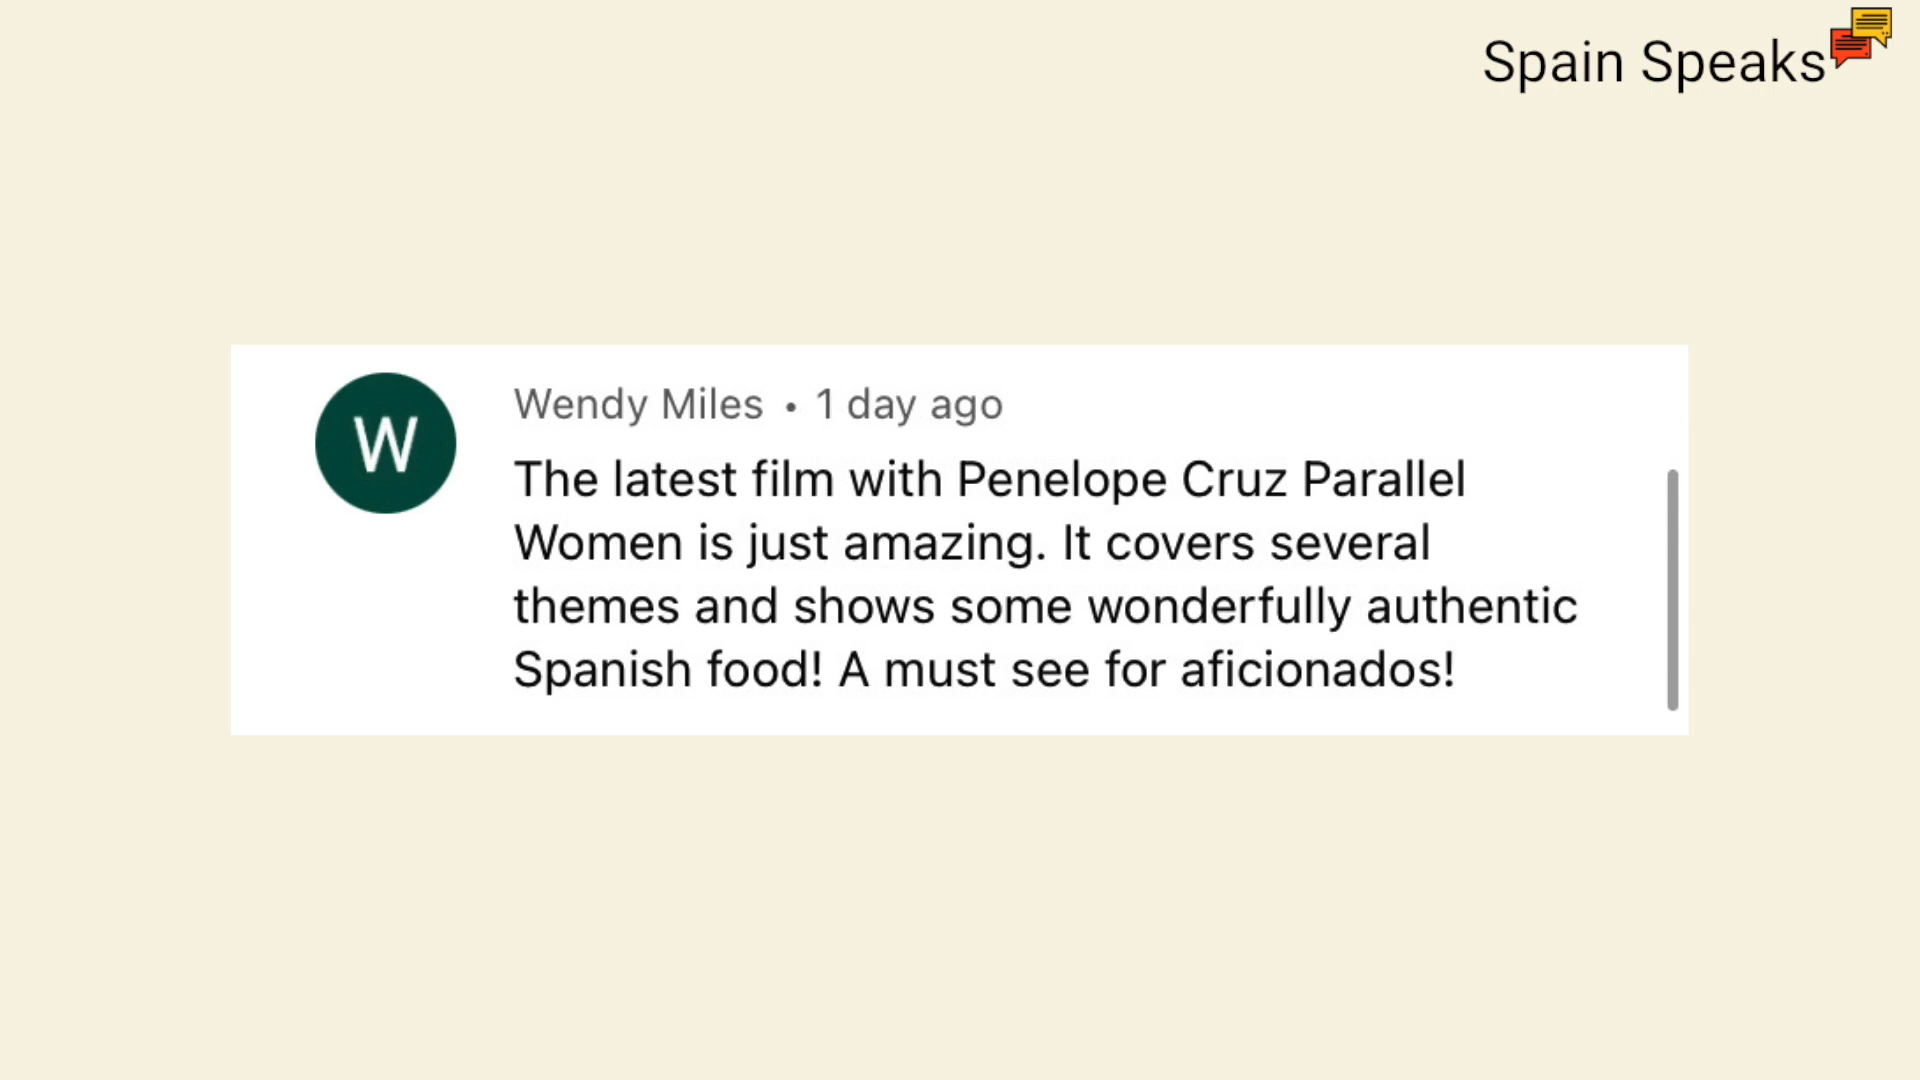 Spain Speaks
W
Wendy Miles • 1 day ago
The latest film with Penelope Cruz Parallel
Women is just amazing. It covers several
themes and shows some wonderfully authentic
Spanish food! A must see for aficionados!